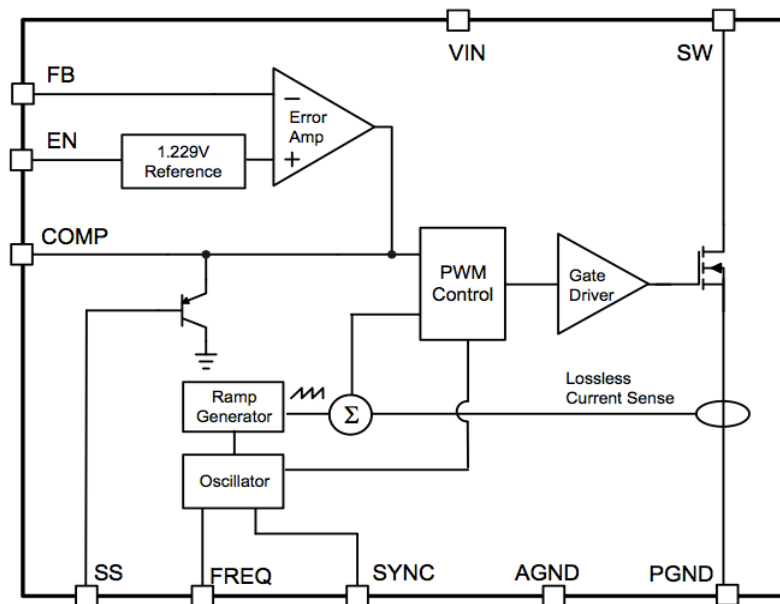 VIN
SW
FB
EN
−
Error
Amp
+
1.229V
Reference
COMP
PWM
Control
Gate
Driver
Lossless
Current Sense
Ramp
Generator
Σ
Oscillator
SS
FREQ
SYNC
AGND
PGND